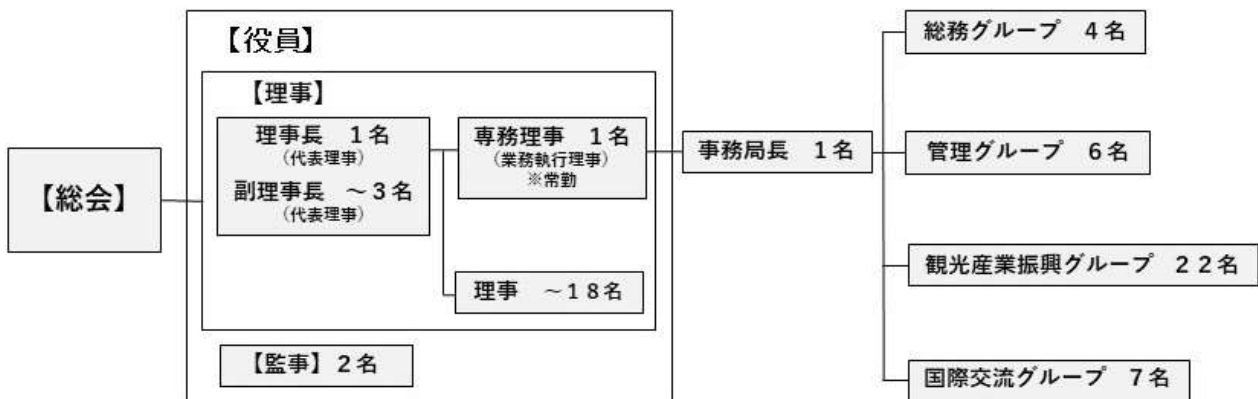 【総会】
【役員】
【理事】
理事長　１名
（代表理事）
副理事長　～３名
（代表理事）
専務理事　１名
（業務執行理事）
※常勤
理事　～１８名
【監事】２名
事務局長　１名
総務グループ　４名
管理グループ　６名
観光産業振興グループ　２２名
国際交流グループ　７名